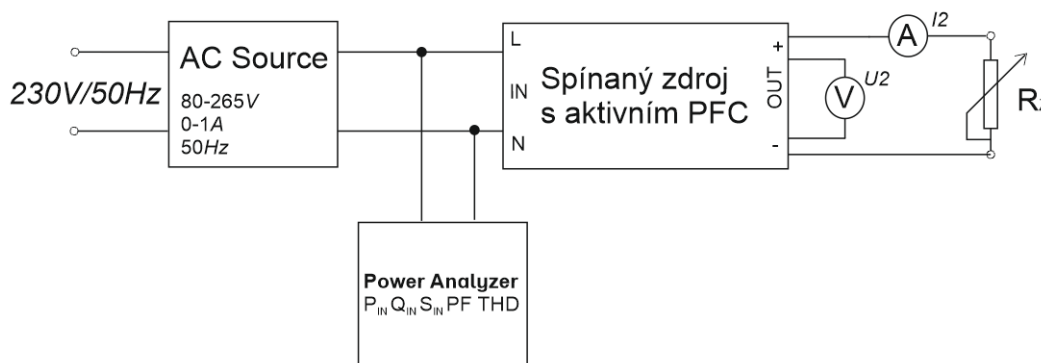 230V/50Hz
AC Source
80-265V
0-1A
50Hz
L
IN
N
Spínaný zdroj
s aktivním PFC
+
OUT
-
A
I2
V
U2
R
Power Analyzer
PIN QIN SIN PF THD